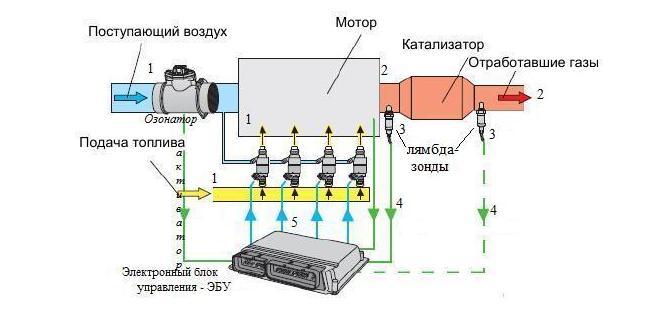 Поступающий воздух
Мотор
Катализатор
Отработавшие газы
1
2
2
Озонатор
1
3
3
лямбда-
зонды
Подача топлива
активатор
1
4
4
5
Электронный блок
управления - ЭБУ